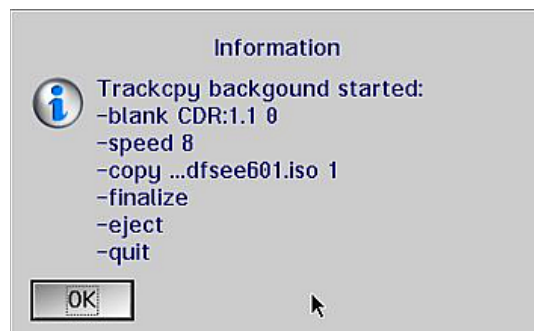 Information
Trackcpy backgound started:
-blank CDR:1.1 0
-speed 8
-copy ...dfsee601.iso 1
-finalize
-eject
-quit
OK